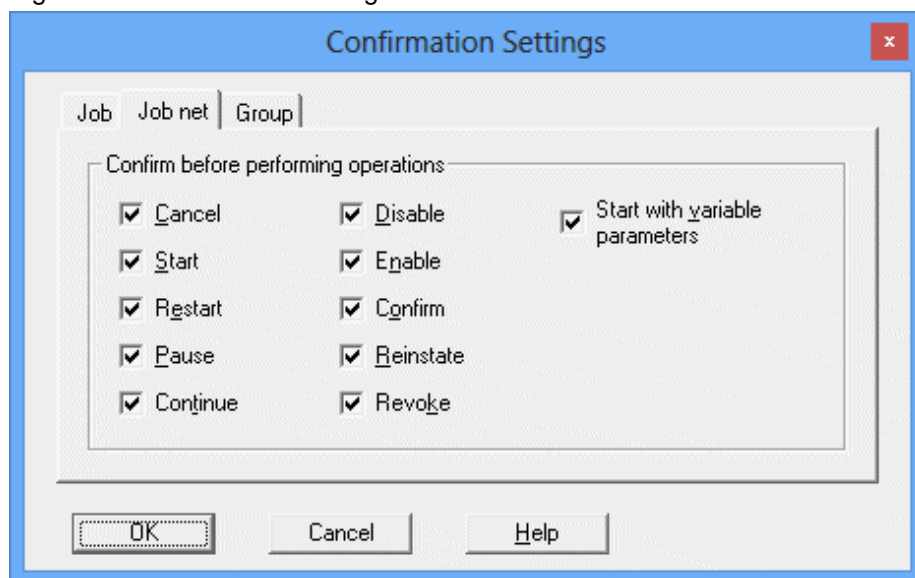 Confirmation Settings
x
Job Job net Group
Confirm before performing operations
Cancel Disable Start with variable
parameters
Start Enable
Restart Confirm
Pause Reinstate
Continue Revoke
OK Cancel Help